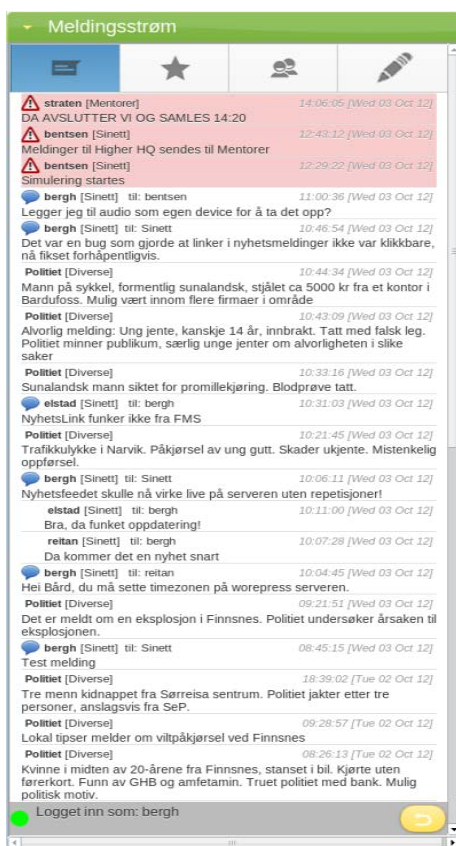 Meldingsstrøm
straten [Mentorer] 14:06:05 [Wed 03 Oct 12]
DA AVSLUTTER VI OG SAMLES 14:20
bentsen [Sinett] 12:43:12 [Wed 03 Oct 12]
Meldinger til Higher HQ sendes til Mentorer
bentsen [Sinett] 12:29:22 [Wed 03 Oct 12]
Simulering startes
bergh [Sinett] til: bentsen 11:00:36 [Wed 03 Oct 12]
Legger jeg til audio som egen device for å ta det opp?
bergh [Sinett] til: Sinett 10:46:54 [Wed 03 Oct 12]
Det var en bug som gjorde at linker i nyhetsmeldinger ikke var klikkbare,
nå fikset forhåpentligvis.
Politiet [Diverse] 10:44:34 [Wed 03 Oct 12]
Mann på sykkel, formentlig sunalandsk, stjålet ca 5000 kr fra et kontor i
Bardufoss. Mulig vært innom flere firmaer i område
Politiet [Diverse] 10:43:09 [Wed 03 Oct 12]
Alvorlig melding: Ung jente, kanskje 14 år, innbrakt. Tatt med falsk leg.
Politiet minner publikum, særlig unge jenter om alvorligheten i slike
saker
Politiet [Diverse] 10:33:16 [Wed 03 Oct 12]
Sunalandsk mann siktet for promillekjøring. Blodprøve tatt.
elstad [Sinett] til: bergh 10:31:03 [Wed 03 Oct 12]
NyhetsLink funker ikke fra FMS
Politiet [Diverse] 10:21:45 [Wed 03 Oct 12]
Trafikkulykke i Narvik. Påkjørsel av ung gutt. Skader ukjente. Mistenkelig
oppførsel.
bergh [Sinett] til: Sinett 10:06:11 [Wed 03 Oct 12]
Nyhetsfeedet skulle nå virke live på serveren uten repetisjoner!
elstad [Sinett] til: bergh 10:11:00 [Wed 03 Oct 12]
Bra, da funket oppdatering!
reitan [Sinett] til: bergh 10:07:28 [Wed 03 Oct 12]
Da kommer det en nyhet snart
bergh [Sinett] til: reitan 10:04:45 [Wed 03 Oct 12]
Hei Bård, du må sette timezonen på worepress serveren.
Politiet [Diverse] 09:21:51 [Wed 03 Oct 12]
Det er meldt om en eksplosjon i Finnsnes. Politiet undersøker årsaken til
eksplosjonen.
bergh [Sinett] til: Sinett 08:45:15 [Wed 03 Oct 12]
Test melding
Politiet [Diverse] 18:39:02 [Tue 02 Oct 12]
Tre menn kidnappet fra Sørreisa sentrum. Politiet jakter etter tre
personer, anslagsvis fra SeP.
Politiet [Diverse] 09:28:57 [Tue 02 Oct 12]
Lokal tipser melder om viltpåkjørsel ved Finnsnes
Politiet [Diverse] 08:26:13 [Tue 02 Oct 12]
Kvinne i midten av 20-årene fra Finnsnes, stanset i bil. Kjørte uten
førerkort. Funn av GHB og amfetamin. Truet politiet med bank. Mulig
politisk motiv.
Logget inn som: bergh